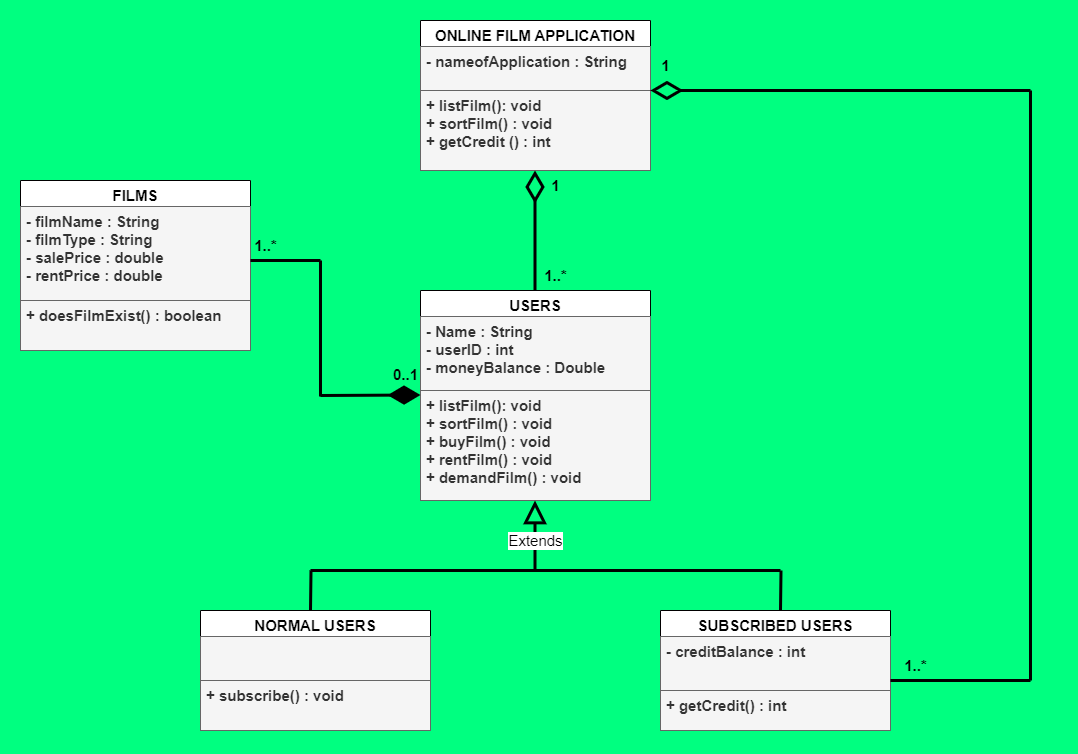 ONLINE FILM APPLICATION
- nameofApplication : String
+ listFilm(): void
+ sortFilm() : void
+ getCredit () : int
1
1
FILMS
- filmName : String
- filmType : String
- salePrice : double
- rentPrice : double
+ doesFilmExist() : boolean
1..*
1..*
0..1
USERS
- Name : String
- userID : int
- moneyBalance : Double
+ listFilm(): void
+ sortFilm() : void
+ buyFilm() : void
+ rentFilm() : void
+ demandFilm() : void
Extends
NORMAL USERS
+ subscribe() : void
SUBSCRIBED USERS
- creditBalance : int
+ getCredit() : int
1..*